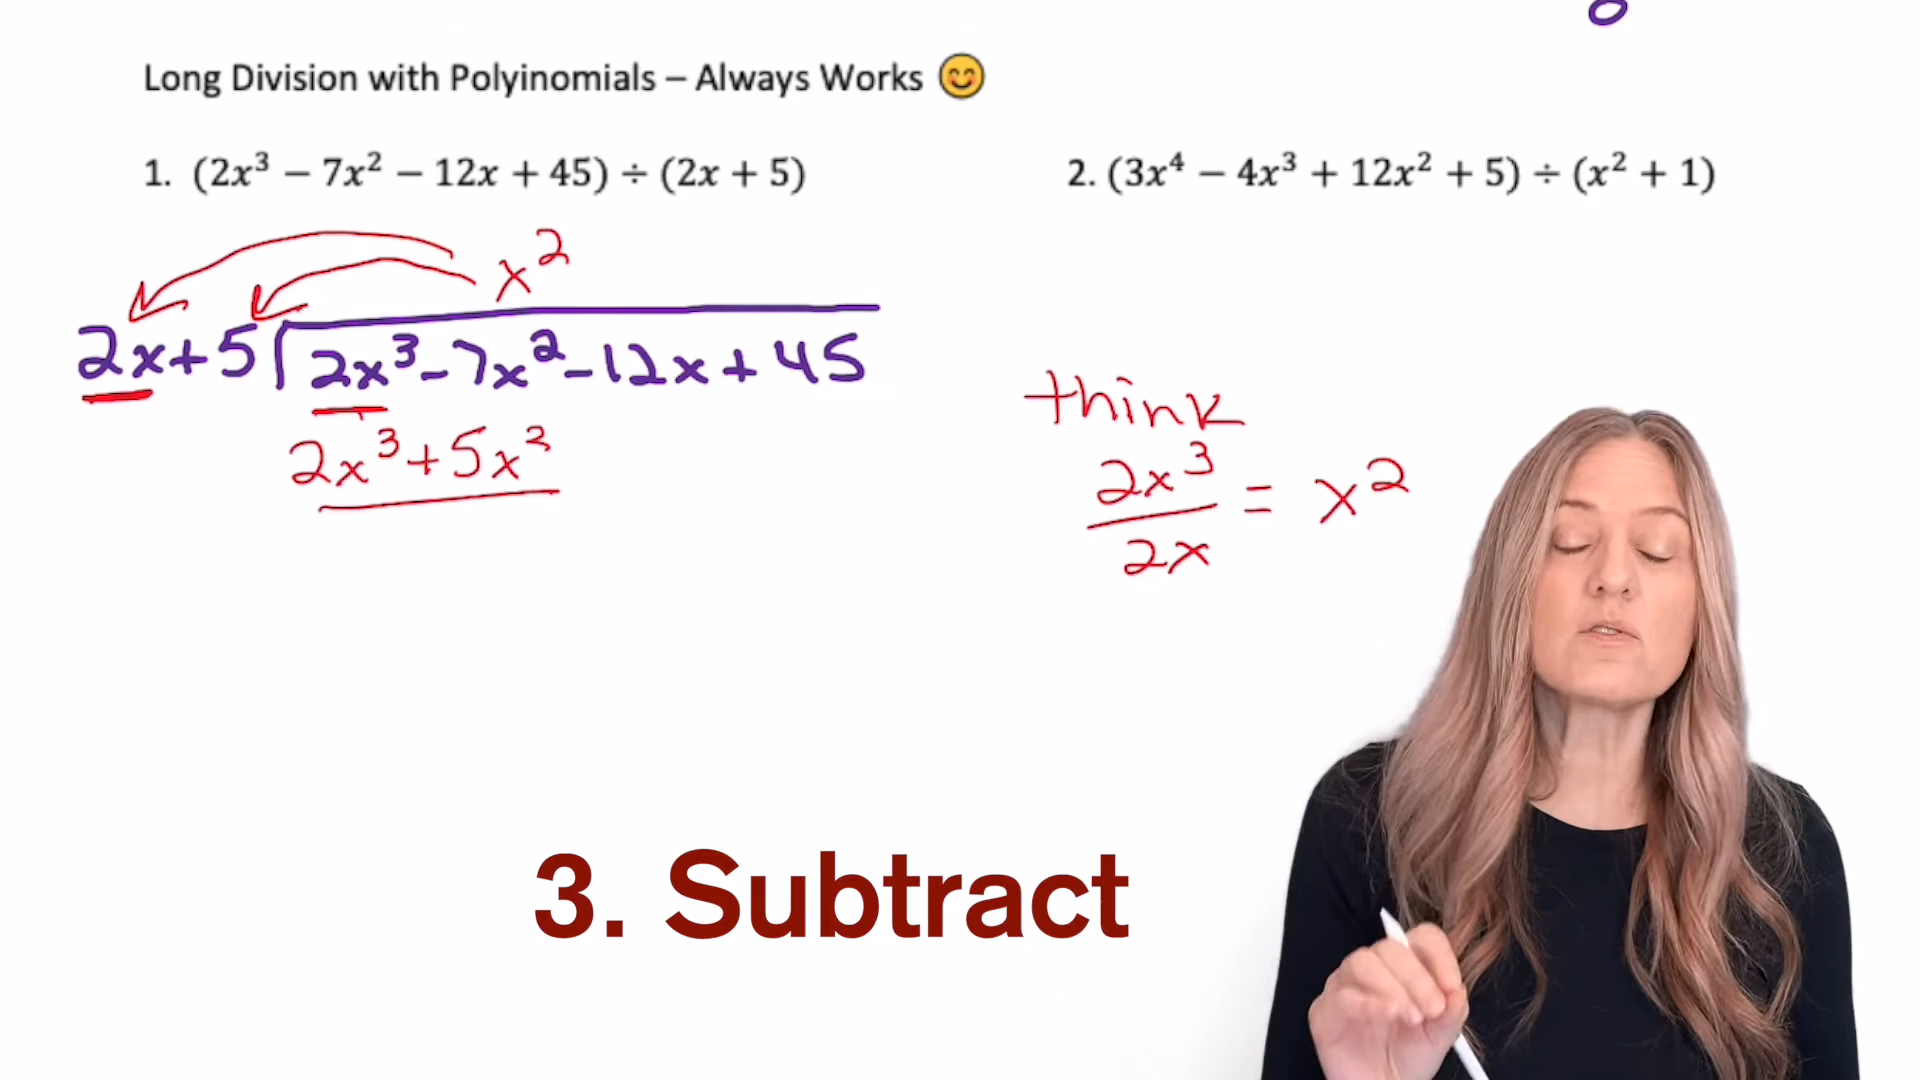 Long Division with Polyinomials – Always Works 😊
1. (2x³ − 7x² − 12x + 45) ÷ (2x + 5)
2. (3x⁴ − 4x³ + 12x² + 5) ÷ (x² + 1)
x²
2x+5 2x³-7x²-12x+45
2x³+5x²
think
2x³/2x = x²
3. Subtract